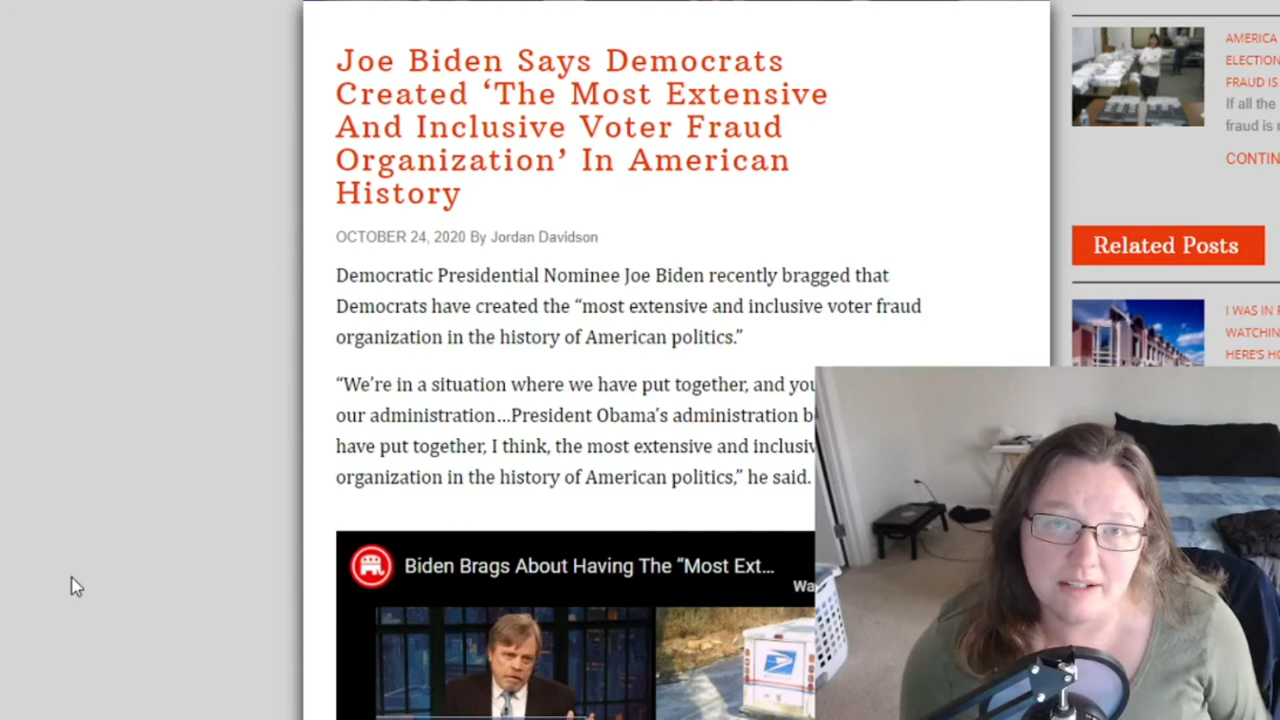 Joe Biden Says Democrats
Created ‘The Most Extensive
And Inclusive Voter Fraud
Organization’ In American
History
OCTOBER 24, 2020 By Jordan Davidson
Democratic Presidential Nominee Joe Biden recently bragged that
Democrats have created the “most extensive and inclusive voter fraud
organization in the history of American politics.”
“We’re in a situation where we have put together, and you
our administration…President Obama’s administration b
have put together, I think, the most extensive and inclusiv
organization in the history of American politics,” he said.
Biden Brags About Having The “Most Ext...
Wa
AMERICA
ELECTION
FRAUD IS
If all the
fraud is
CONTIN
Related Posts
I WAS IN
WATCHIN
HERE'S